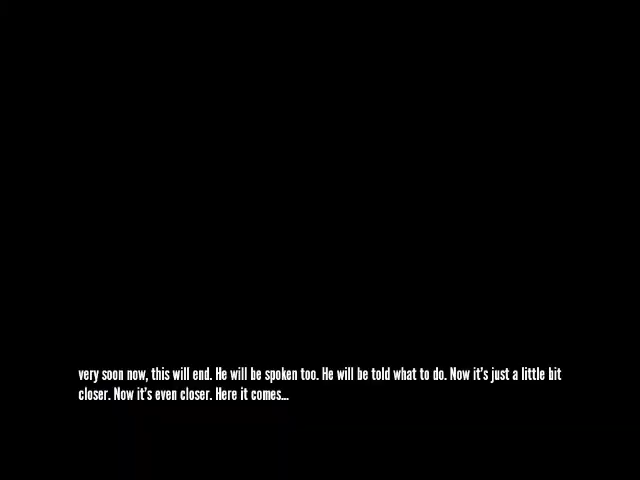 very soon now, this will end. He will be spoken too. He will be told what to do. Now it's just a little bit
closer. Now it's even closer. Here it comes...